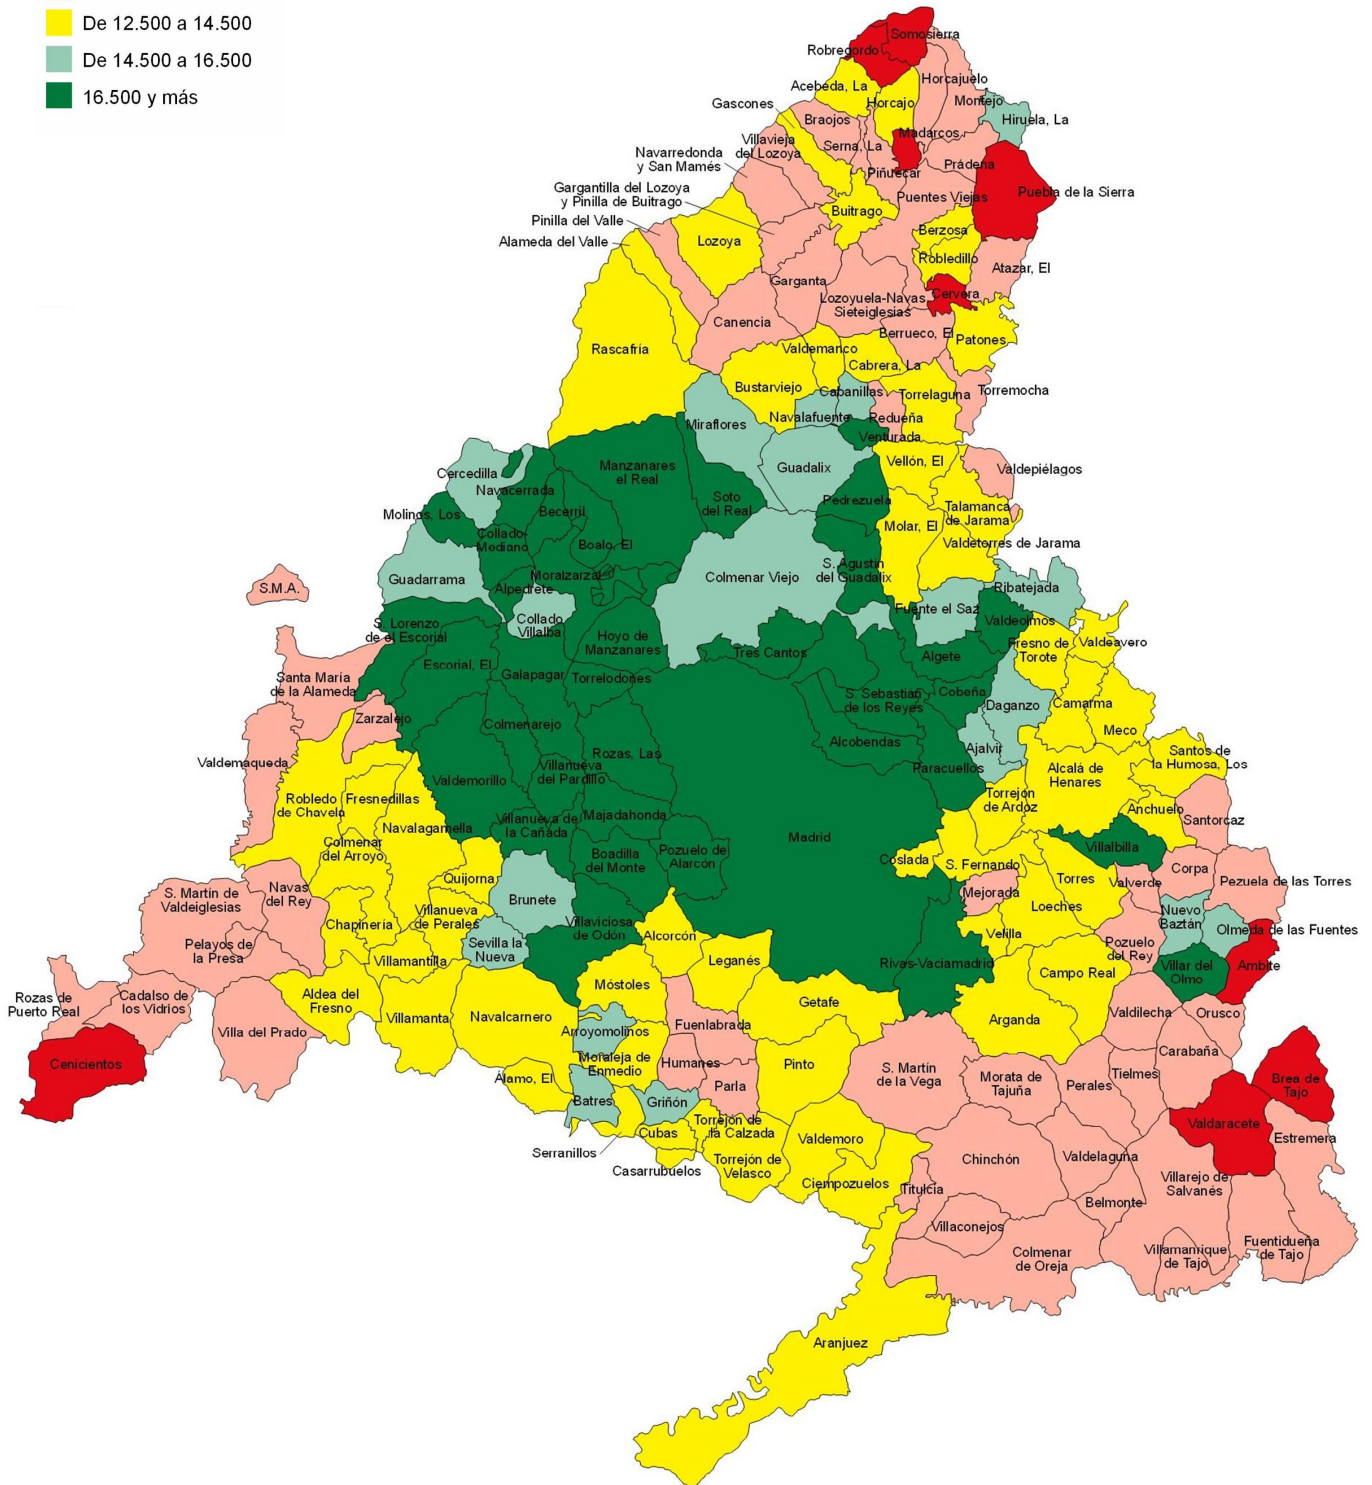 De 12.500 a 14.500
De 14.500 a 16.500
16.500 y más
Somosierra
Robregordo
Horcajuelo
Acebeda, La
Montejo
Gascones
Horcajo
Hiruela, La
Braojos
Madarcos
Villavieja
del Lozoya
Serna, La
Navarredonda
y San Mamés
Prádena
Piñuécar
Puebla de la Sierra
Gargantilla del Lozoya
y Pinilla de Buitrago
Puentes Viejas
Buitrago
Pinilla del Valle
Berzosa
Alameda del Valle
Lozoya
Robledillo
Atazar, El
Garganta
Cervera
Lozoyuela-Navas
Sieteiglesias
Canencia
Berrueco, El
Patones
Rascafría
Valdemanco
Cabrera, La
Bustarviejo
Cabanillas
Torrelaguna
Torremocha
Navalafuente
Redueña
Miraflores
Venturada
Vellón, El
Manzanares
el Real
Guadalix
Valdepiélagos
Cercedilla
Navacerrada
Soto
del Real
Pedrezuela
Talamanca
de Jarama
Molinos, Los
Becerril
Molar, El
Collado-
Mediano
Boalo, El
Valdetorres de Jarama
S. Agustín
del Guadalix
Guadarrama
Moralzarzal
Colmenar Viejo
S.M.A.
Alpedrete
Ribatejada
Fuente el Saz
Collado
Villalba
Valdeolmos
S. Lorenzo
de el Escorial
Hoyo de
Manzanares
Fresno de
Torote
Valdeavero
Tres Cantos
Algete
Escorial, El
Galapagar
Torrelodones
Santa María
de la Alameda
S. Sebastián
de los Reyes
Cobeña
Daganzo
Camarma
Zarzalejo
Colmenarejo
Meco
Alcobendas
Ajalvir
Rozas, Las
Santos de
la Humosa, Los
Valdemaqueda
Villanueva
del Pardillo
Paracuellos
Alcalá de
Henares
Valdemorillo
Robledo
de Chavela
Fresnedillas
Torrejón
de Ardoz
Anchuelo
Majadahonda
Santorcaz
Villanueva de
la Cañada
Navalagamella
Madrid
Colmenar
del Arroyo
Villalbilla
Boadilla
del Monte
Pozuelo de
Alarcón
Coslada
S. Fernando
Corpa
Quijorna
Torres
Valverde
Pezuela de las Torres
Navas
del Rey
S. Martín de
Valdeiglesias
Mejorada
Brunete
Loeches
Villanueva
de Perales
Nuevo
Baztán
Chapinería
Villaviciosa
de Odón
Olmeda de las Fuentes
Velilla
Alcorcón
Pelayos de
la Presa
Sevilla la
Nueva
Pozuelo
del Rey
Villamantilla
Leganés
Rivas-Vaciamadrid
Villar del
Olmo
Ambite
Campo Real
Móstoles
Rozas de
Puerto Real
Cadalso de
los Vidrios
Aldea del
Fresno
Getafe
Valdilecha
Orusco
Villamanta
Navalcarnero
Arganda
Fuenlabrada
Villa del Prado
Arroyomolinos
Carabaña
Moraleja de
Enmedio
Humanes
Pinto
Cenicientos
S. Martín
de la Vega
Tielmes
Álamo, El
Morata de
Tajuña
Perales
Parla
Brea de
Tajo
Batres
Griñón
Torrejón de
la Calzada
Valdaracete
Cubas
Valdemoro
Estremera
Serranillos
Chinchón
Valdelaguna
Torrejón de
Velasco
Casarrubuelos
Ciempozuelos
Titulcia
Villarejo de
Salvanés
Belmonte
Villaconejos
Colmenar
de Oreja
Villamanrique
de Tajo
Fuentidueña
de Tajo
Aranjuez